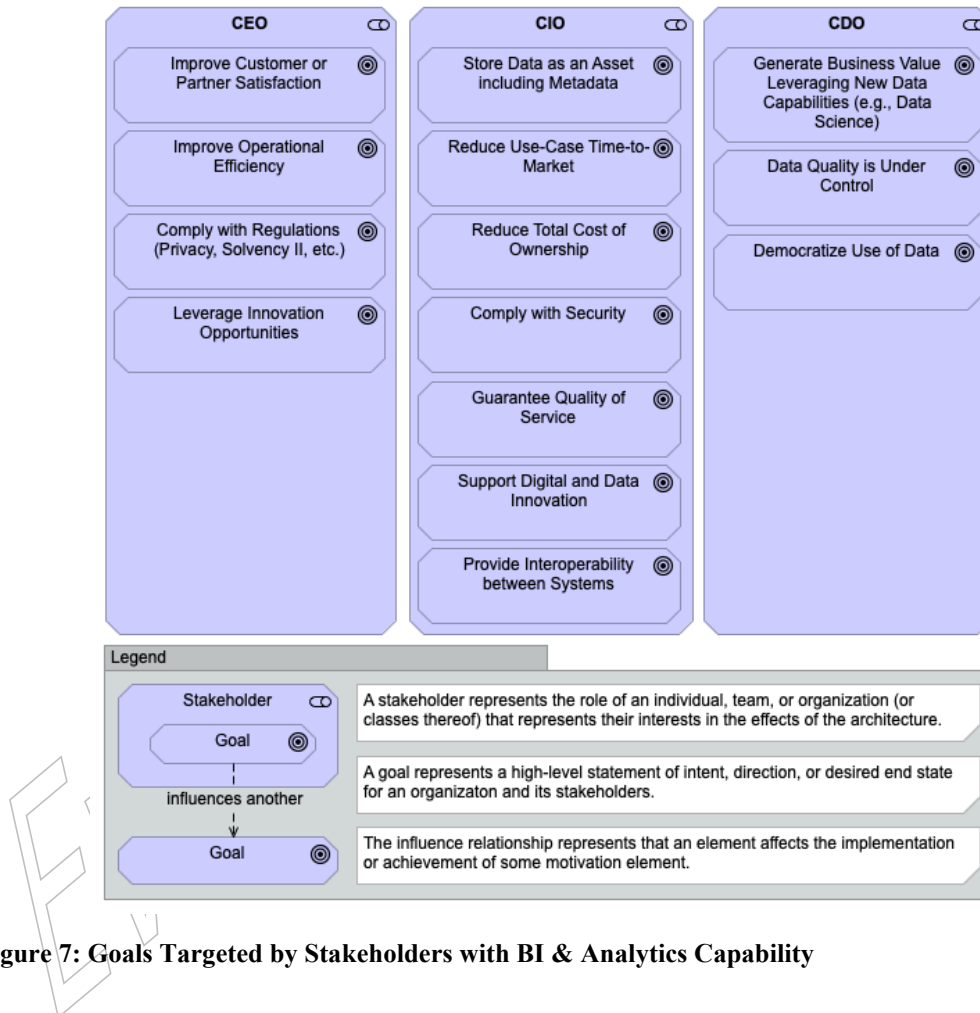 CEO
Improve Customer or
Partner Satisfaction
Improve Operational
Efficiency
Comply with Regulations
(Privacy, Solvency II, etc.)
Leverage Innovation
Opportunities
CIO
Store Data as an Asset
including Metadata
Reduce Use-Case Time-to-
Market
Reduce Total Cost of
Ownership
Comply with Security
Guarantee Quality of
Service
Support Digital and Data
Innovation
Provide Interoperability
between Systems
CDO
Generate Business Value
Leveraging New Data
Capabilities (e.g., Data
Science)
Data Quality is Under
Control
Democratize Use of Data
Legend
Stakeholder
Goal
influences another
Goal
A stakeholder represents the role of an individual, team, or organization (or
classes thereof) that represents their interests in the effects of the architecture.
A goal represents a high-level statement of intent, direction, or desired end state
for an organizaton and its stakeholders.
The influence relationship represents that an element affects the implementation
or achievement of some motivation element.
gure 7: Goals Targeted by Stakeholders with BI & Analytics Capability